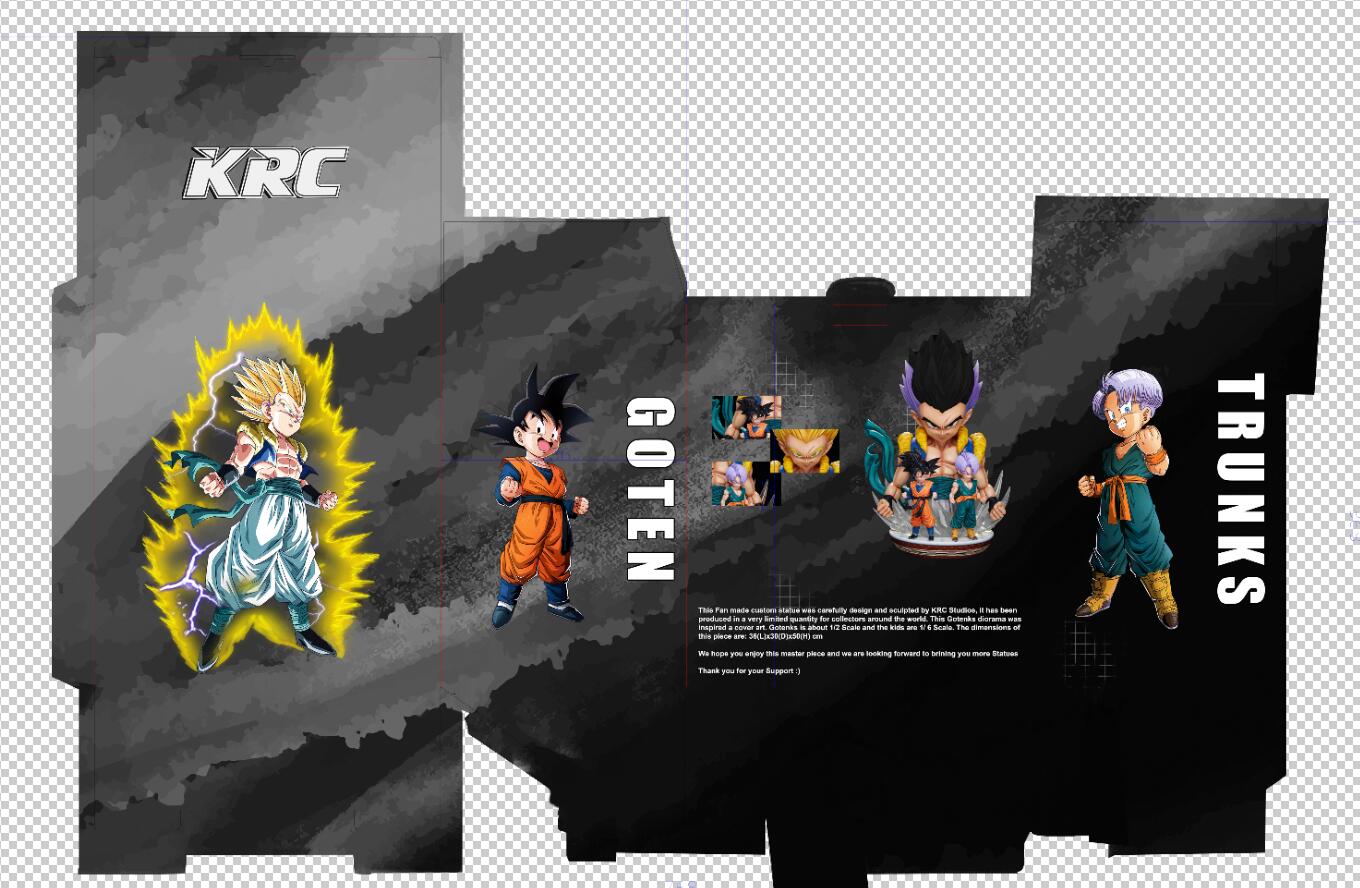 KRC
GOTEN
This Fan made custom statue was carefully design and sculpted by KRC Studios, it has been
produced in a very limited quantity for collectors around the world. This Gotenks diorama was
inspired a cover art. Gotenks is about 1/2 Scale and the kids are 1/ 6 Scale. The dimensions of
this piece are: 38(L)x30(D)x50(H) cm
We hope you enjoy this master piece and we are looking forward to brining you more Statues
Thank you for your Support :)
TRUNKS